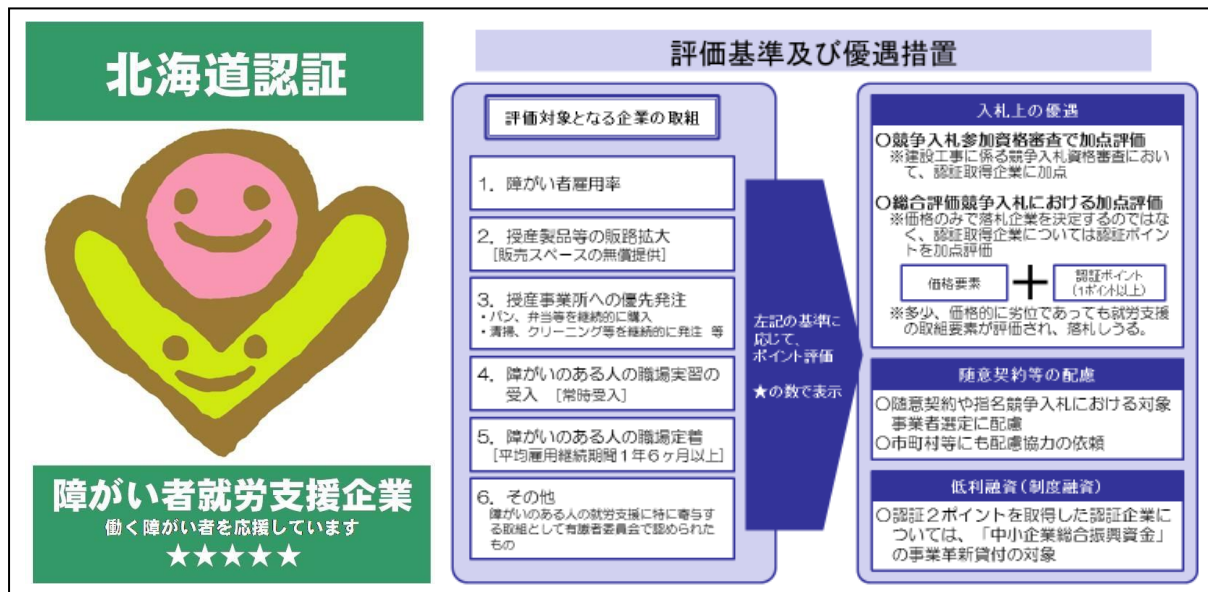 北海道認証
障がい者就労支援企業
働く障がい者を応援しています
★★★★★
評価基準及び優遇措置
評価対象となる企業の取組
1．障がい者雇用率
2．授産製品等の販路拡大
[販売スペースの無償提供]
3．授産事業所への優先発注
・パン、弁当等を継続的に購入
・清掃、クリーニング等を継続的に発注 等
4．障がいのある人の職場実習の
受入 [常時受入]
5．障がいのある人の職場定着
[平均雇用継続期間1年6ヶ月以上]
6．その他
障がいのある人の就労支援に特に寄与す
る取組として有識者委員会で認められた
もの
左記の基準に
応じて、
ポイント評価
★の数で表示
入札上の優遇
○競争入札参加資格審査で加点評価
※建設工事に係る競争入札資格審査におい
て、認証取得企業に加点
○総合評価競争入札における加点評価
※価格のみで落札企業を決定するのではな
く、認証取得企業については認証ポイン
トを加点評価
価格要素
＋
認証ポイント
(1ポイント以上)
※多少、価格的に劣位であっても就労支援
の取組要素が評価され、落札しうる。
随意契約等の配慮
○随意契約や指名競争入札における対象
事業者選定に配慮
○市町村等にも配慮協力の依頼
低利融資(制度融資)
○認証2ポイントを取得した認証企業に
ついては、「中小企業総合振興資金」
の事業革新貸付の対象